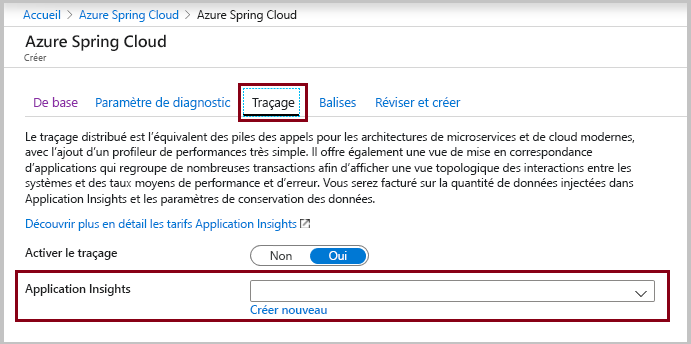 Accueil > Azure Spring Cloud > Azure Spring Cloud
Azure Spring Cloud
Créer
De base Paramètre de diagnostic Traçage Balises Réviser et créer
Le traçage distribué est l'équivalent des piles des appels pour les architectures de microservices et de cloud modernes,
avec l'ajout d'un profileur de performances très simple. Il offre également une vue de mise en correspondance
d'applications qui regroupe de nombreuses transactions afin d'afficher une vue topologique des interactions entre les
systèmes et des taux moyens de performance et d'erreur. Vous serez facturé sur la quantité de données injectées dans
Application Insights et les paramètres de conservation des données.
Découvrir plus en détail les tarifs Application Insights
Activer le traçage Non Oui
Application Insights
Créer nouveau